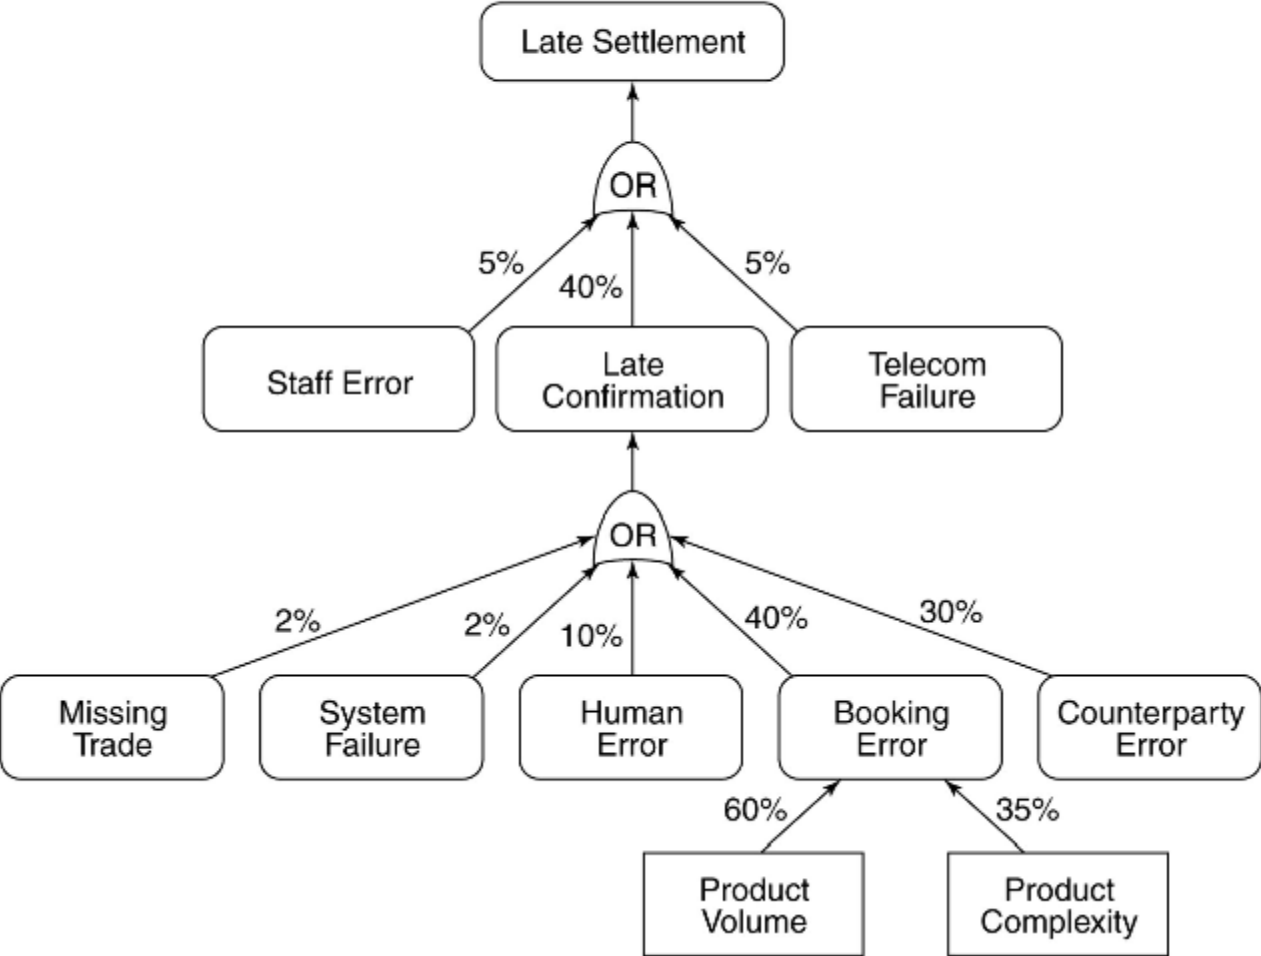 Late Settlement
OR
5%
40%
5%
Staff Error
Late
Confirmation
Telecom
Failure
OR
2%
2%
10%
40%
30%
Missing
Trade
System
Failure
Human
Error
Booking
Error
Counterparty
Error
60%
35%
Product
Volume
Product
Complexity